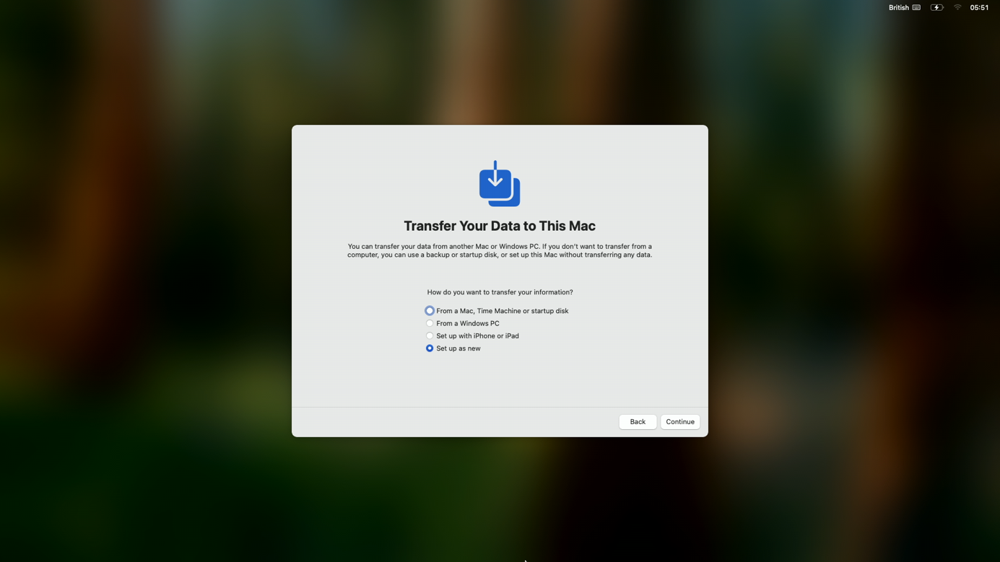 British 05:51
Transfer Your Data to This Mac
You can transfer your data from another Mac or Windows PC. If you don’t want to transfer from a
computer, you can use a backup or startup disk, or set up this Mac without transferring any data.
How do you want to transfer your information?
From a Mac, Time Machine or startup disk
From a Windows PC
Set up with iPhone or iPad
Set up as new
Back Continue